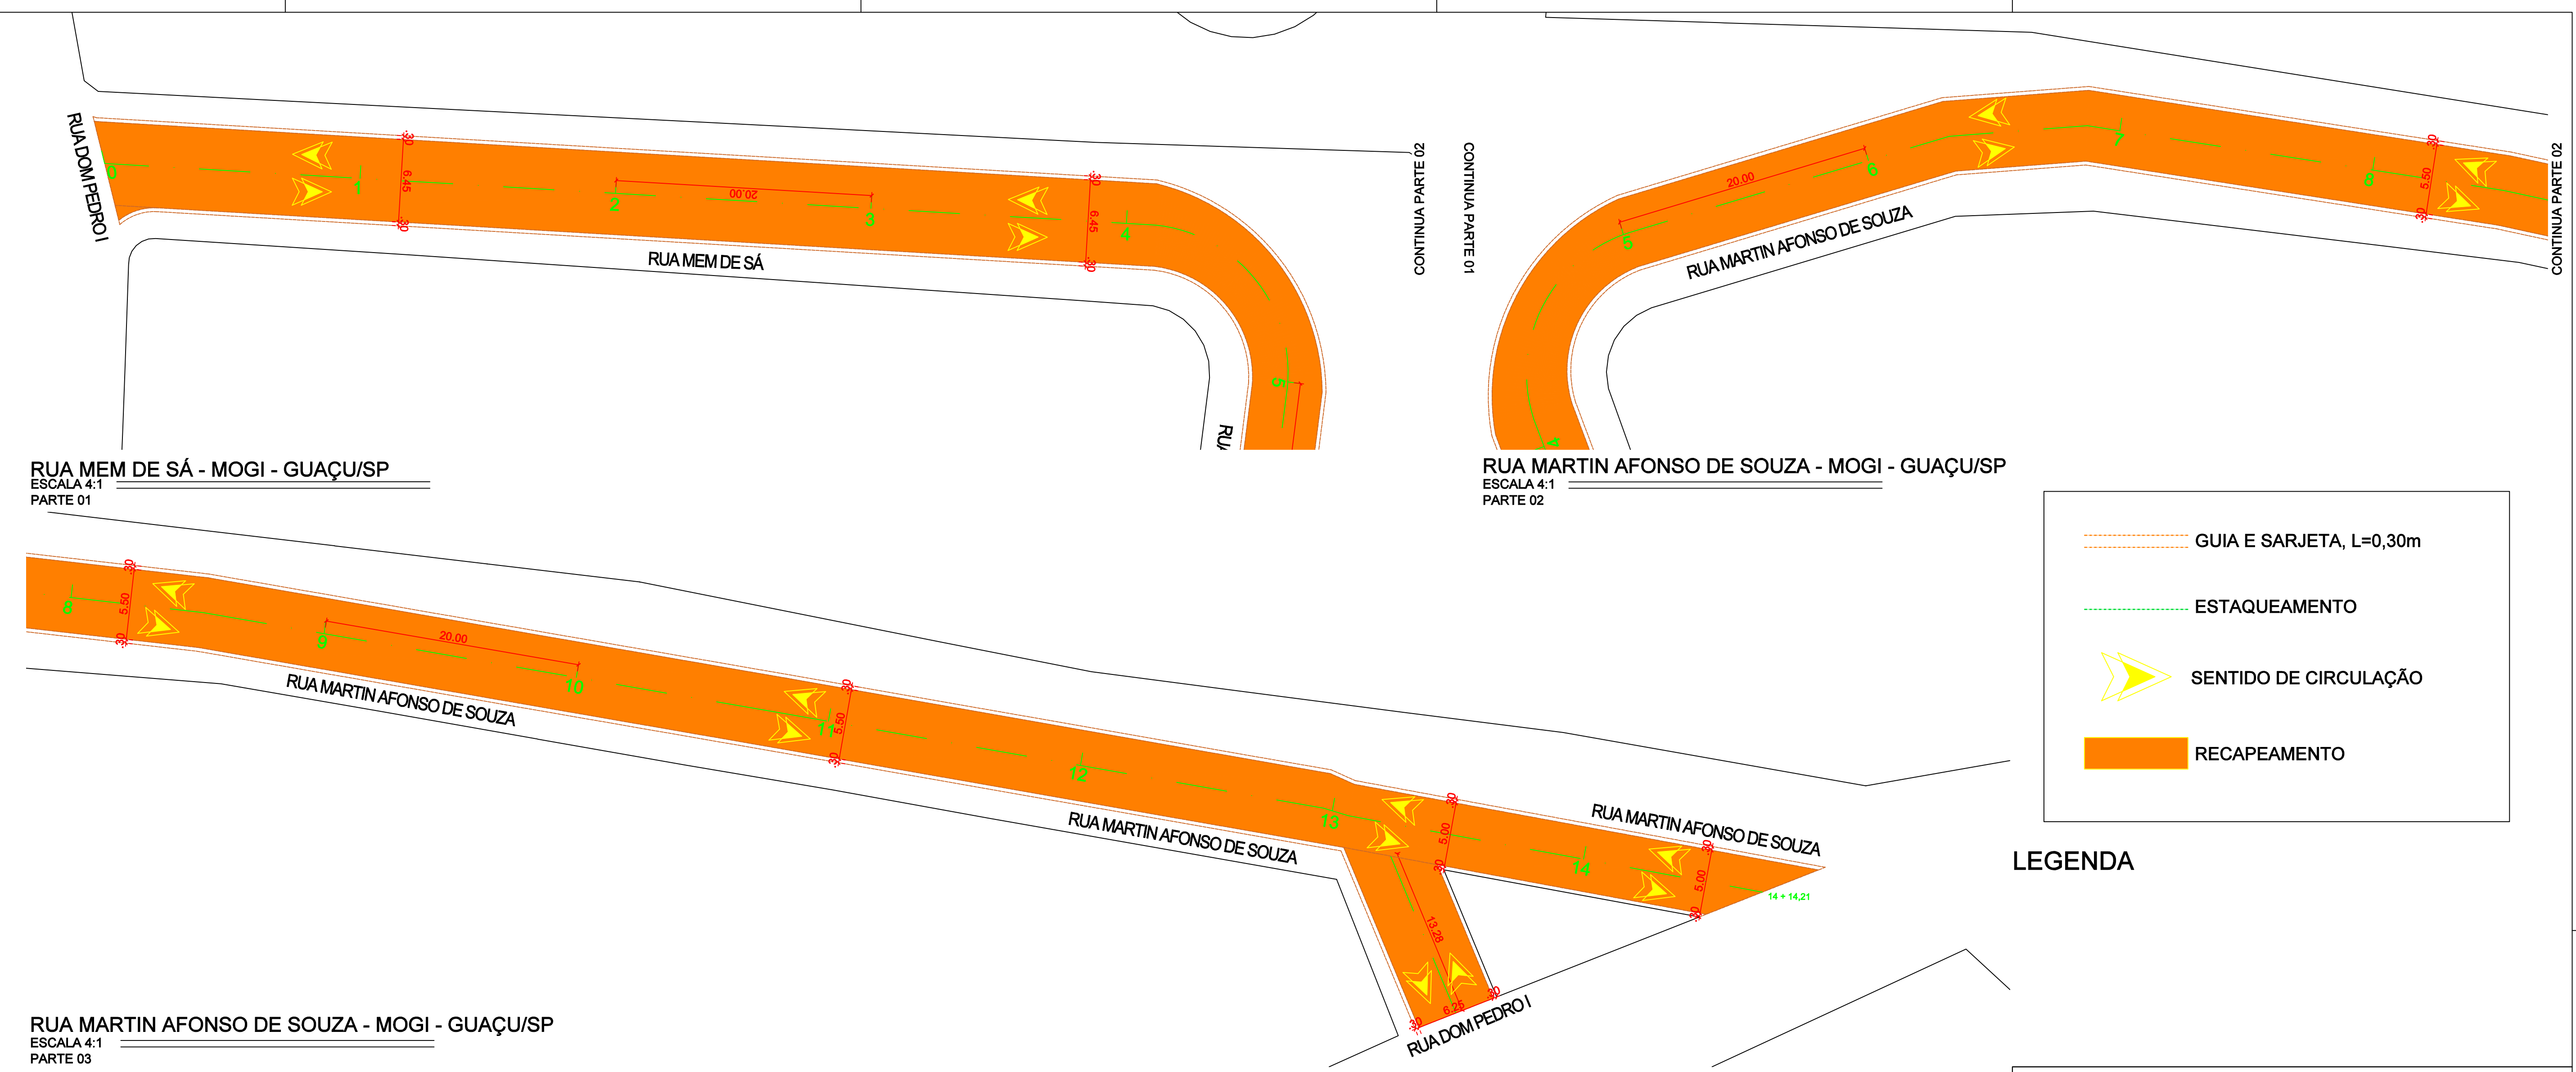 RUA DOM PEDRO I
0
1
.30
6.45
.30
2
20.00
3
.30
6.45
.30
4
5
RUA MEM DE SÁ
RUA
CONTINUA PARTE 02
RUA MEM DE SÁ - MOGI - GUAÇU/SP
ESCALA 4:1
PARTE 01
CONTINUA PARTE 01
4
5
20.00
6
7
8
.30
5.50
.30
RUA MARTIN AFONSO DE SOUZA
CONTINUA PARTE 02
RUA MARTIN AFONSO DE SOUZA - MOGI - GUAÇU/SP
ESCALA 4:1
PARTE 02
8
.30
5.50
.30
9
20.00
10
RUA MARTIN AFONSO DE SOUZA
11
.30
5.50
.30
12
RUA MARTIN AFONSO DE SOUZA
13
.30
5.00
.30
14
RUA MARTIN AFONSO DE SOUZA
.30
5.00
.30
14 + 14,21
13.28
.30
6.25
.30
RUA DOM PEDRO I
RUA MARTIN AFONSO DE SOUZA - MOGI - GUAÇU/SP
ESCALA 4:1
PARTE 03
GUIA E SARJETA, L=0,30m
ESTAQUEAMENTO
SENTIDO DE CIRCULAÇÃO
RECAPEAMENTO
LEGENDA